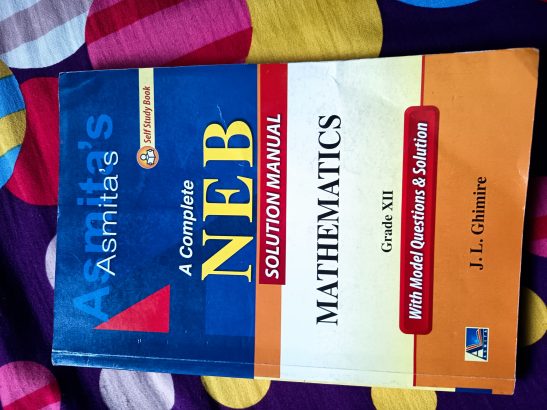 Asmita's
Asmita's
Self Study Book
A Complete
NEB
SOLUTION MANUAL
MATHEMATICS
Grade XII
With Model Questions & Solution
J. L. Ghimire